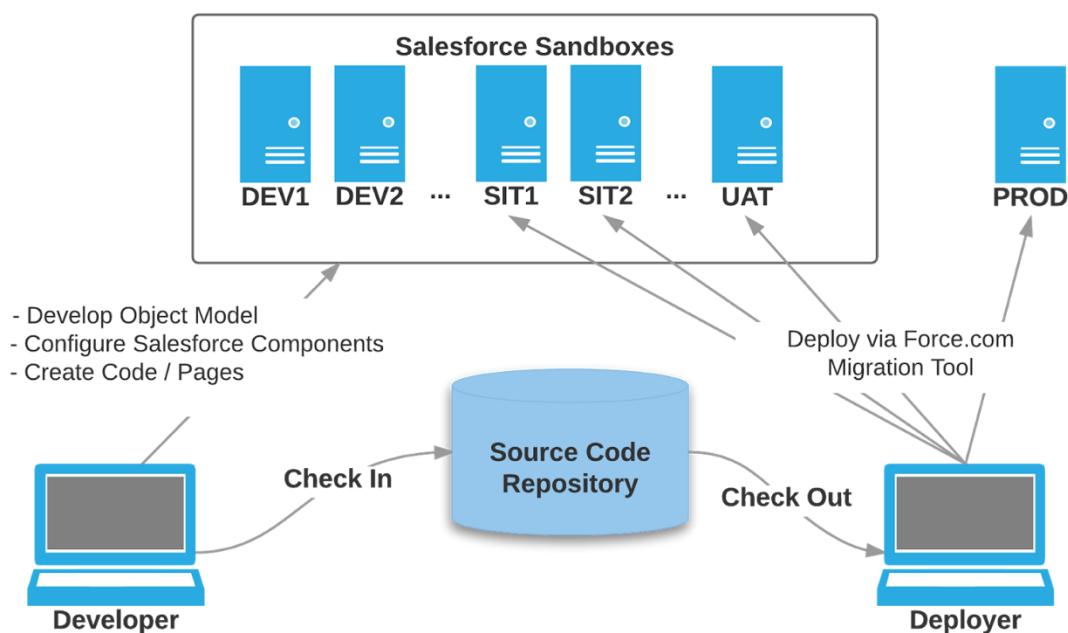 Salesforce Sandboxes
DEV1 DEV2 ... SIT1 SIT2 ... UAT PROD
- Develop Object Model
- Configure Salesforce Components
- Create Code / Pages
Deploy via Force.com
Migration Tool
Source Code
Repository
Check In
Check Out
Developer
Deployer